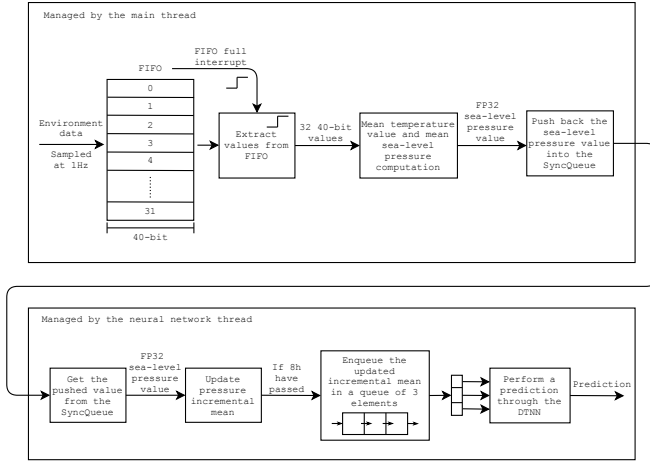 Managed by the main thread
FIFO full
interrupt
FIFO
0
1
2
3
4
......
31
40-bit
Environment
data
Sampled
at 1Hz
Extract
values from
FIFO
32 40-bit
values
Mean temperature
value and mean
sea-level
pressure
computation
FP32
sea-level
pressure
value
Push back the
sea-level
pressure value
into the
SyncQueue
Managed by the neural network thread
Get the
pushed value
from the
SyncQueue
FP32
sea-level
pressure
value
Update
pressure
incremental
mean
If 8h
have
passed
Enqueue the
updated
incremental mean
in a queue of 3
elements
Perform a
prediction
through the
DTNN
Prediction